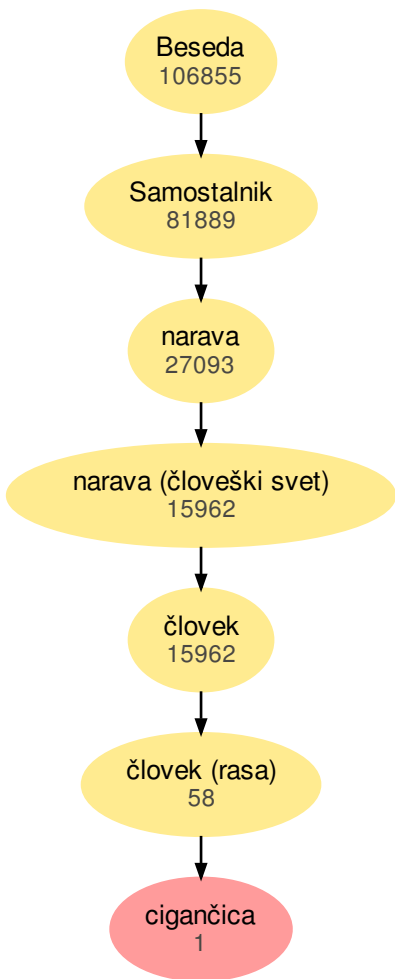 Beseda
106855
Samostalnik
81889
narava
27093
narava (človeški svet)
15962
človek
15962
človek (rasa)
58
cigančica
1